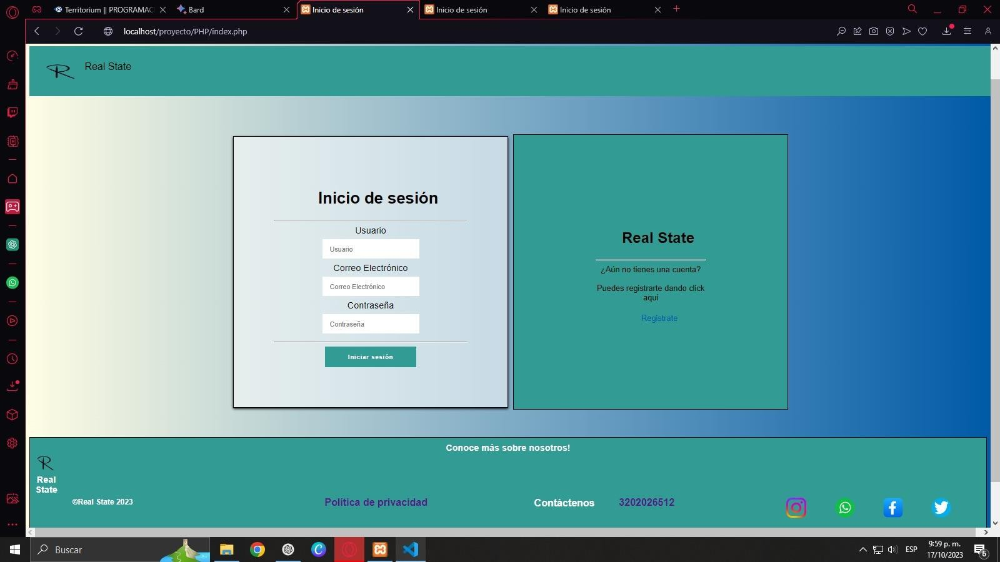 Territorium || PROGRAMAC
Bard
Inicio de sesión
Inicio de sesión
Inicio de sesión
localhost/proyecto/PHP/index.php
Real State
Inicio de sesión
Usuario
Usuario
Correo Electrónico
Correo Electrónico
Contraseña
Contraseña
Iniciar sesión
Real State
¿Aún no tienes una cuenta?
Puedes registrarte dando click
aqui
Registrate
Conoce más sobre nosotros!
Real
State
©Real State 2023
Politica de privacidad
Contáctenos
3202026512
Buscar
ESP
9:59 p. m.
17/10/2023
6